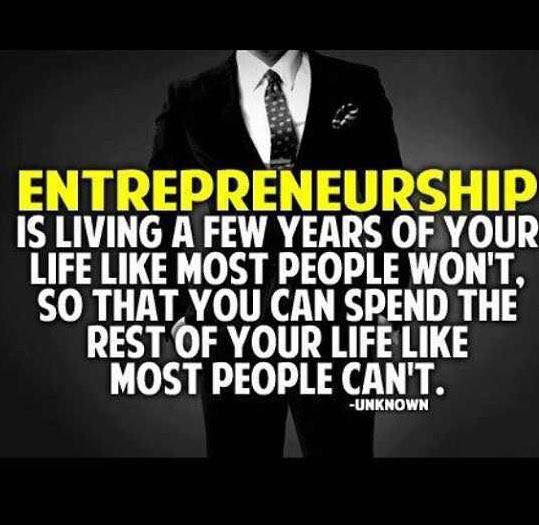 ENTREPRENEURSHIP
IS LIVING A FEW YEARS OF YOUR
LIFE LIKE MOST PEOPLE WON'T,
SO THAT YOU CAN SPEND THE
REST OF YOUR LIFE LIKE
MOST PEOPLE CAN'T.
-UNKNOWN